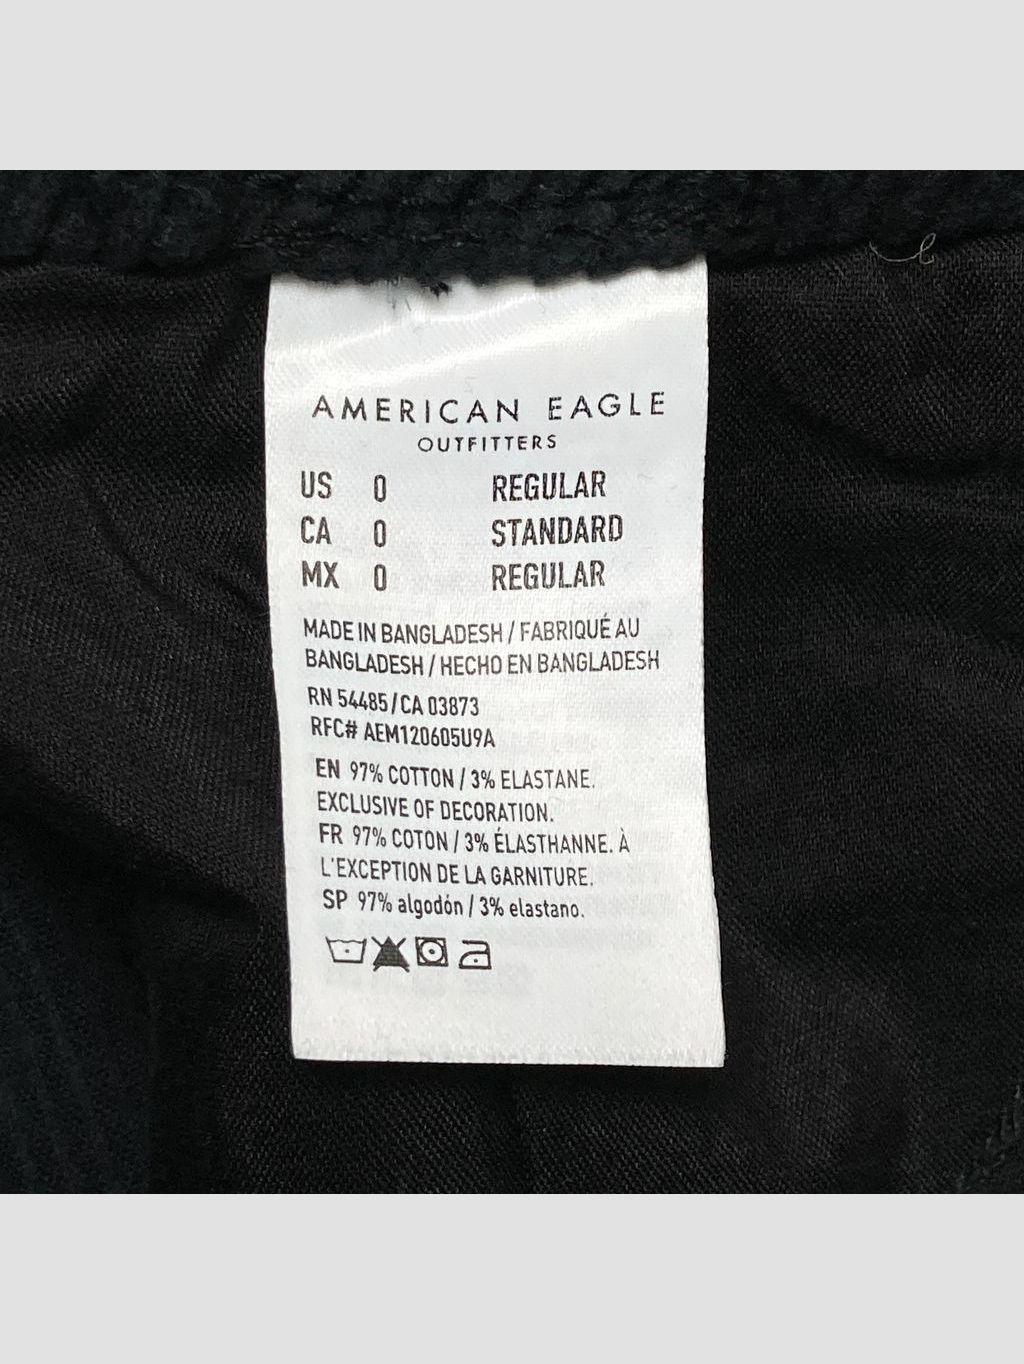 AMERICAN EAGLE
OUTFITTERS
US 0 REGULAR
CA 0 STANDARD
MX 0 REGULAR
MADE IN BANGLADESH / FABRIQUÉ AU
BANGLADESH / HECHO EN BANGLADESH
RN 54485 / CA 03873
RFC# AEM120605U9A
EN 97% COTTON / 3% ELASTANE.
EXCLUSIVE OF DECORATION.
FR 97% COTON / 3% ÉLASTHANNE. À
L'EXCEPTION DE LA GARNITURE.
SP 97% algodón / 3% elastano.